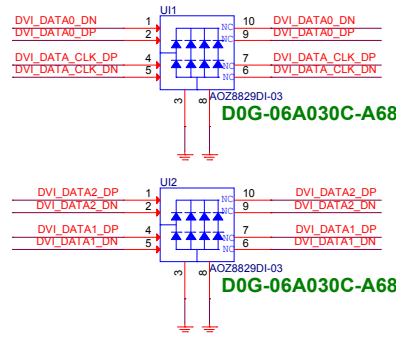 UI1
DVI_DATA0_DN 1 NC 10 DVI_DATA0_DN
DVI_DATA0_DP 2 NC 9 DVI_DATA0_DP
DVI_DATA_CLK_DP 4 NC 7 DVI_DATA_CLK_DP
DVI_DATA_CLK_DN 5 NC 6 DVI_DATA_CLK_DN
3 8 AOZ8829DI-03
D0G-06A030C-A68
UI2
DVI_DATA2_DP 1 NC 10 DVI_DATA2_DP
DVI_DATA2_DN 2 NC 9 DVI_DATA2_DN
DVI_DATA1_DP 4 NC 7 DVI_DATA1_DP
DVI_DATA1_DN 5 NC 6 DVI_DATA1_DN
3 8 AOZ8829DI-03
D0G-06A030C-A68